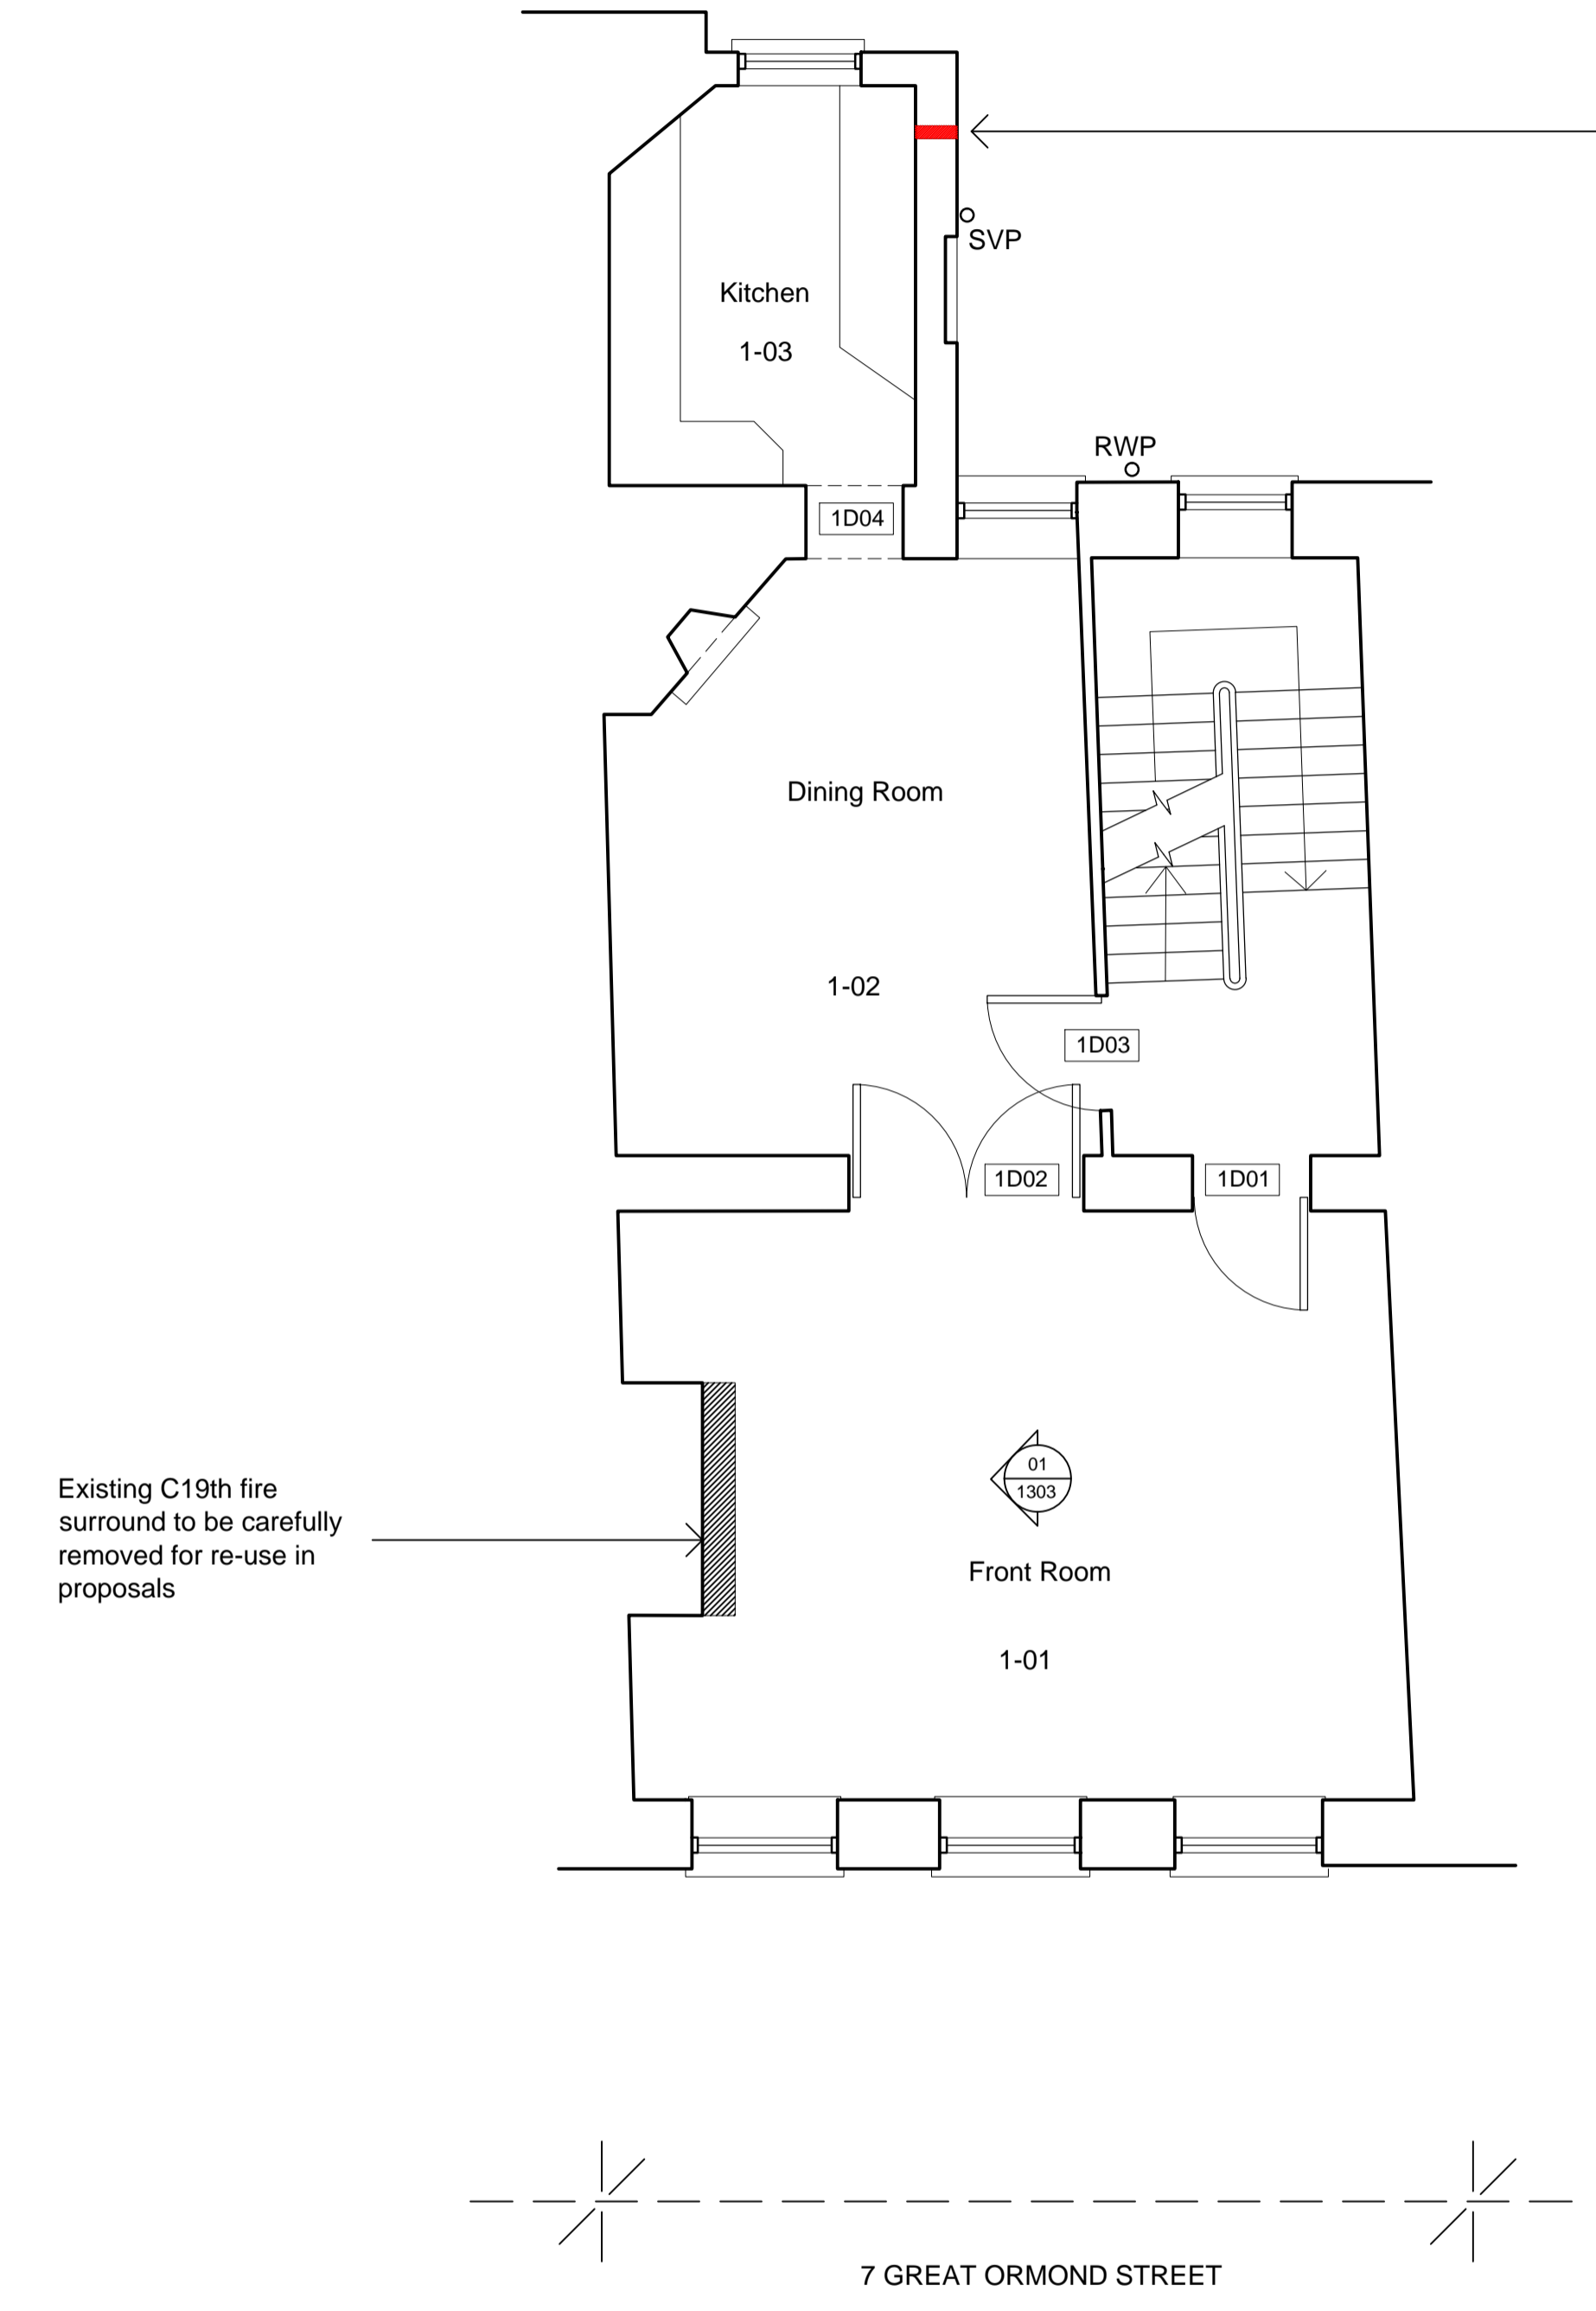 SVP
Kitchen
1-03
RWP
1D04
Dining Room
1-02
1D03
1D02
1D01
01
1303
Existing C19th fire
surround to be carefully
removed for re-use in
proposals
Front Room
1-01
7 GREAT ORMOND STREET